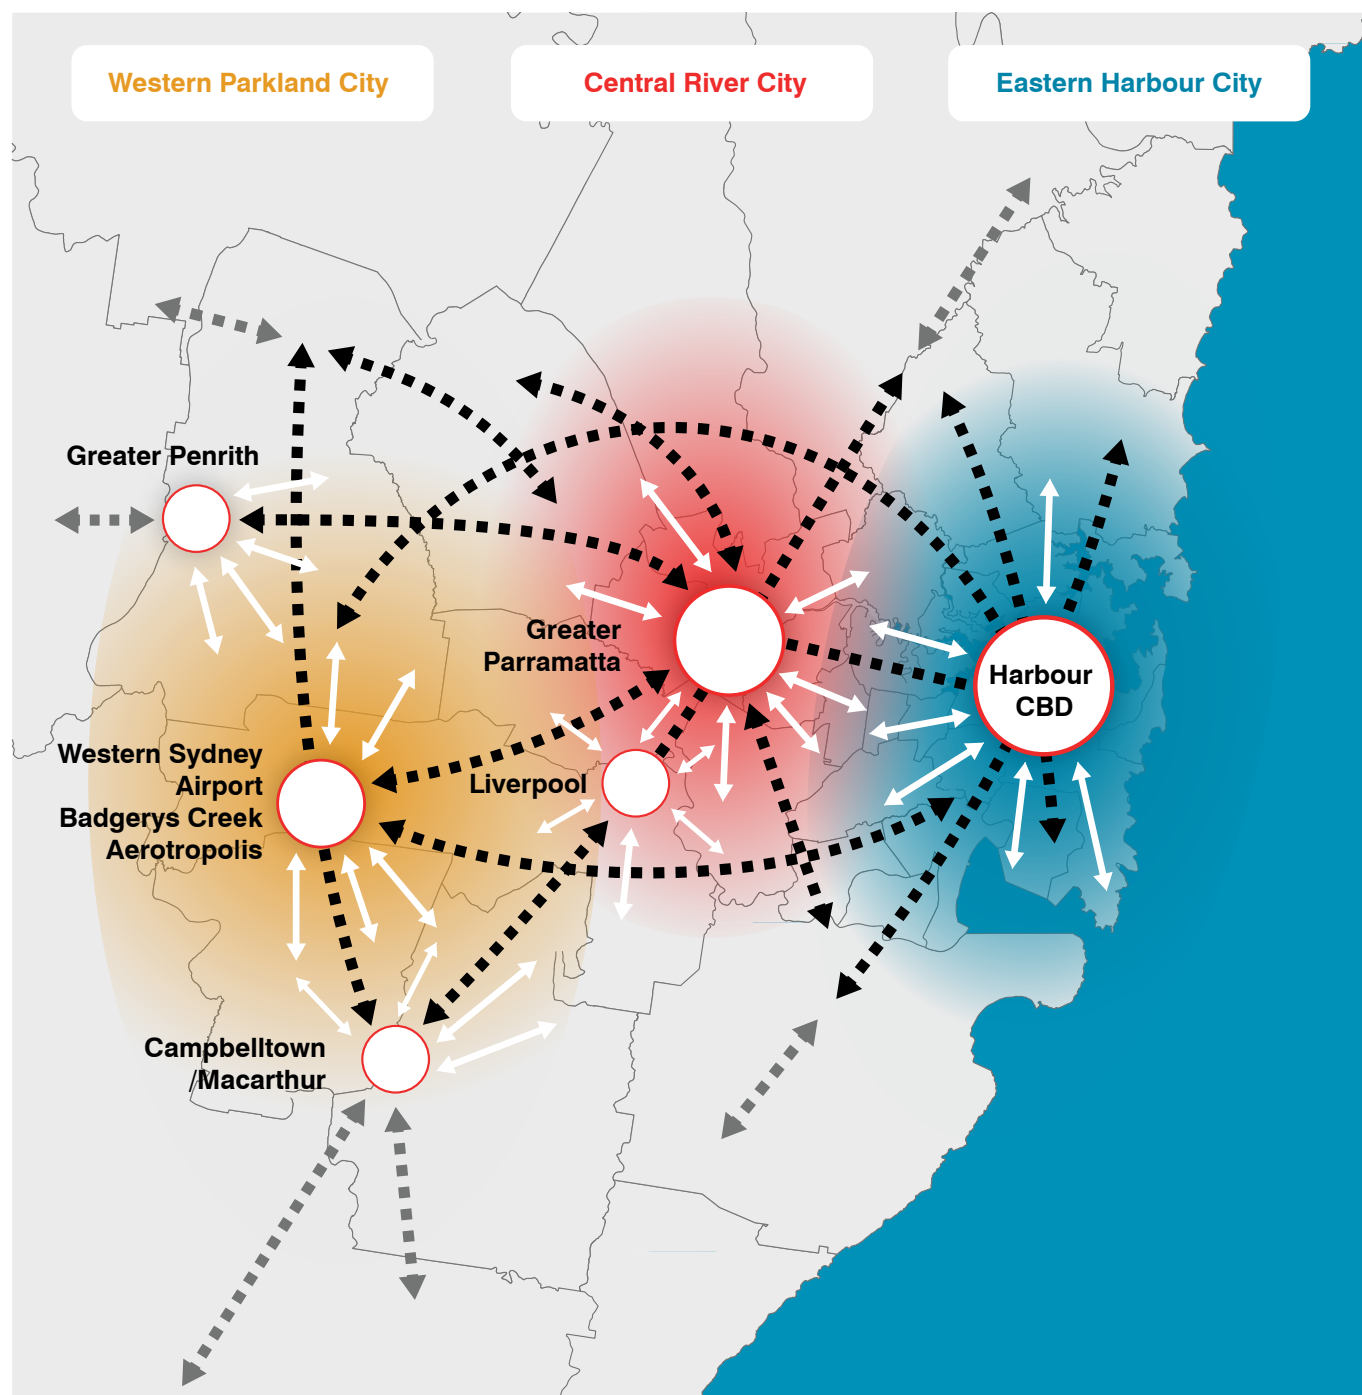 Western Parkland City
Central River City
Eastern Harbour City
Greater Penrith
Greater
Parramatta
Harbour
CBD
Western Sydney
Airport
Badgerys Creek
Aerotropolis
Liverpool
Campbelltown
/Macarthur